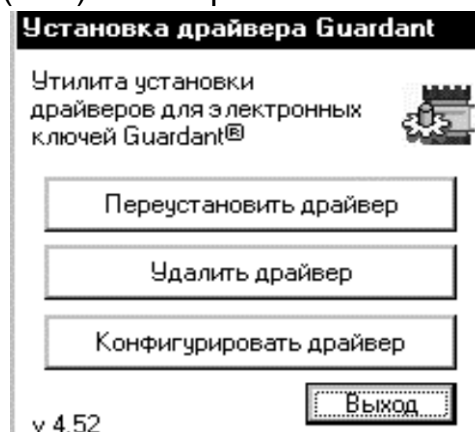 Установка драйвера Guardant
Утилита установки
драйверов для электронных
ключей Guardant®
Переустановить драйвер
Удалить драйвер
Конфигурировать драйвер
Выход
v 4.52